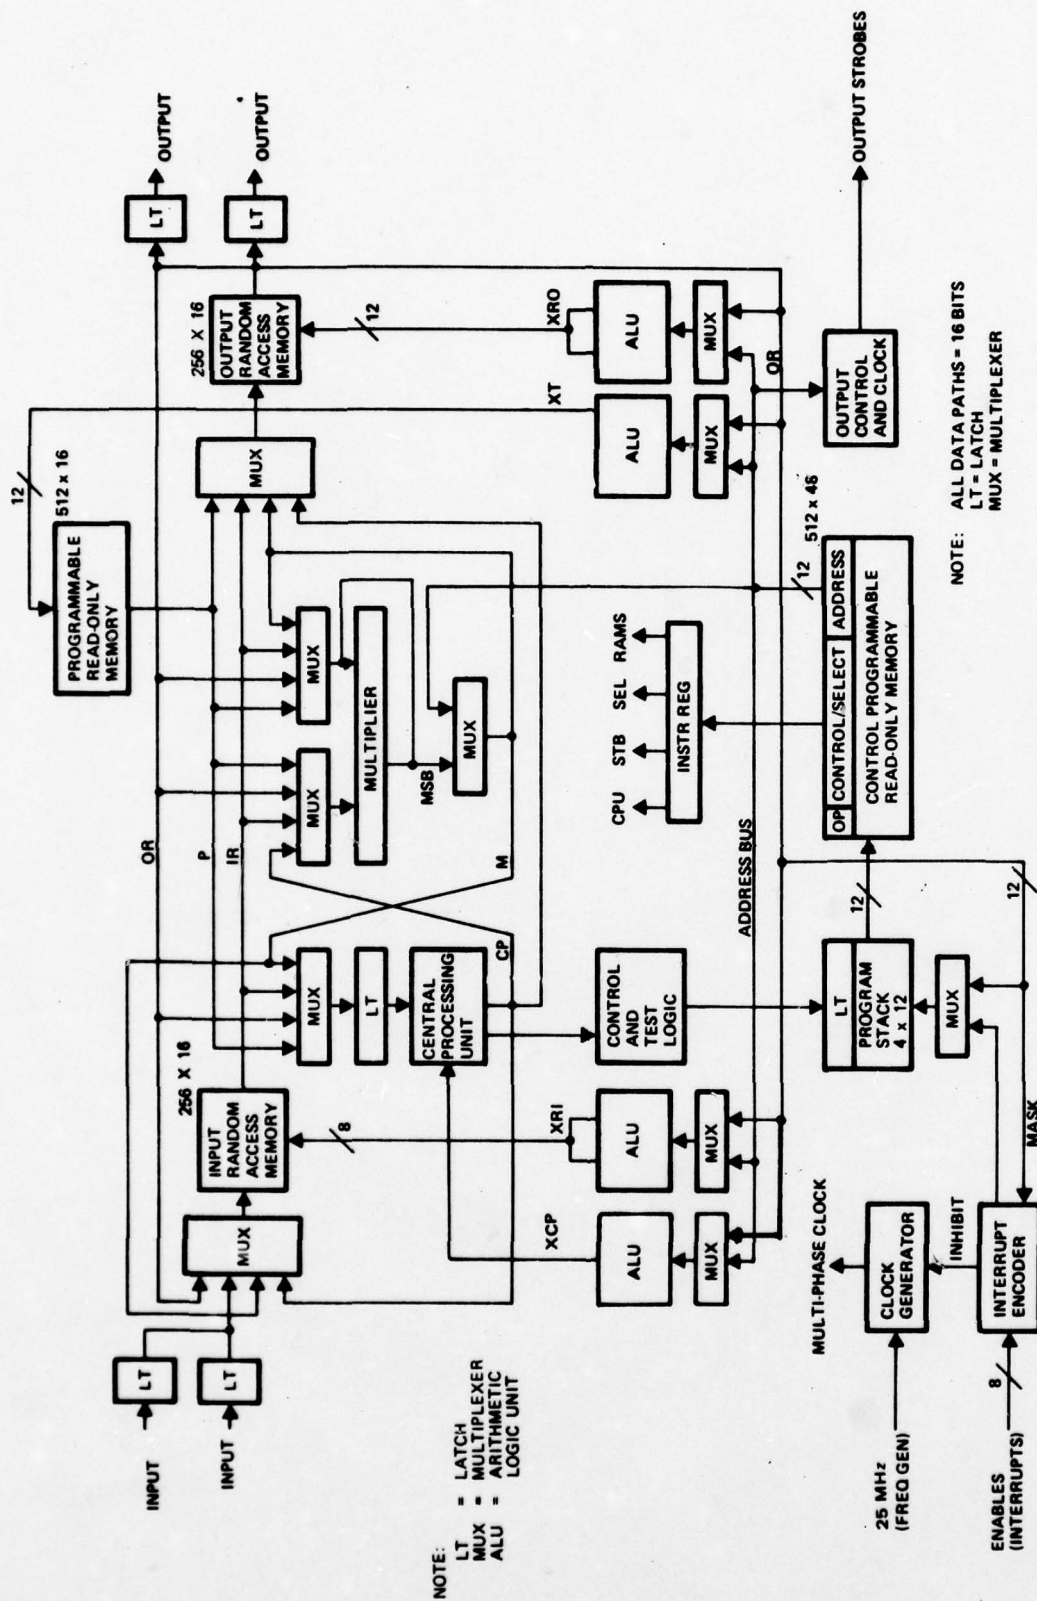 INPUT
INPUT
LT
LT
MUX
256 X 16
INPUT
RANDOM
ACCESS
MEMORY
OR
P
IR
MUX
LT
CENTRAL
PROCESSING
UNIT
CP
M
MUX
MUX
MULTIPLIER
MSB
MUX
12
512 x 16
PROGRAMMABLE
READ-ONLY
MEMORY
MUX
XT
256 X 16
OUTPUT
RANDOM
ACCESS
MEMORY
12
LT
LT
OUTPUT
OUTPUT
NOTE:
LT = LATCH
MUX = MULTIPLEXER
ALU = ARITHMETIC
LOGIC UNIT
XCP
ALU
MUX
XRI
8
ALU
MUX
CONTROL
AND
TEST
LOGIC
CPU
STB
SEL
RAMS
INSTR REG
ALU
MUX
XRO
ALU
MUX
OR
ADDRESS BUS
MULTI-PHASE CLOCK
25 MHz
(FREQ GEN)
CLOCK
GENERATOR
INHIBIT
ENABLES
(INTERRUPTS)
8
INTERRUPT
ENCODER
MASK
MUX
LT
PROGRAM
STACK
4 x 12
12
12
OP
CONTROL/SELECT
ADDRESS
CONTROL PROGRAMMABLE
READ-ONLY MEMORY
12
512 x 48
OUTPUT
CONTROL
AND CLOCK
OUTPUT STROBES
NOTE: ALL DATA PATHS = 16 BITS
LT = LATCH
MUX = MULTIPLEXER